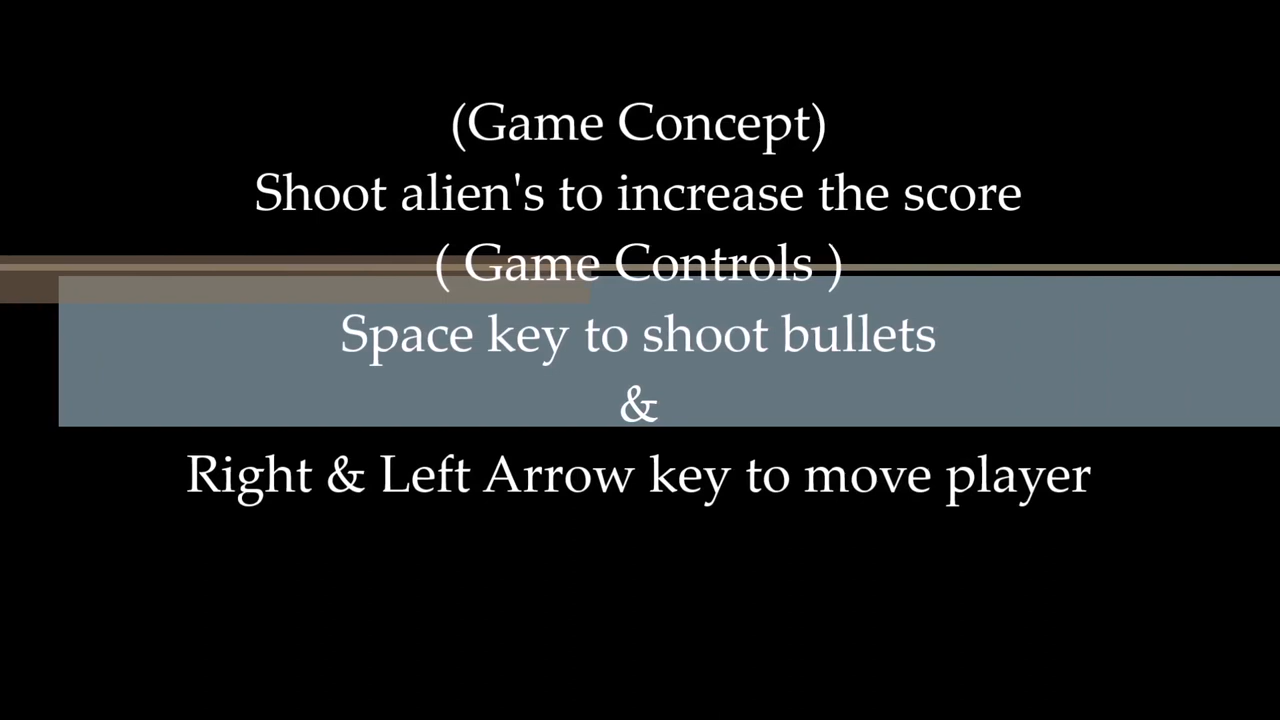 (Game Concept)
Shoot alien's to increase the score
( Game Controls )
Space key to shoot bullets
&
Right & Left Arrow key to move player